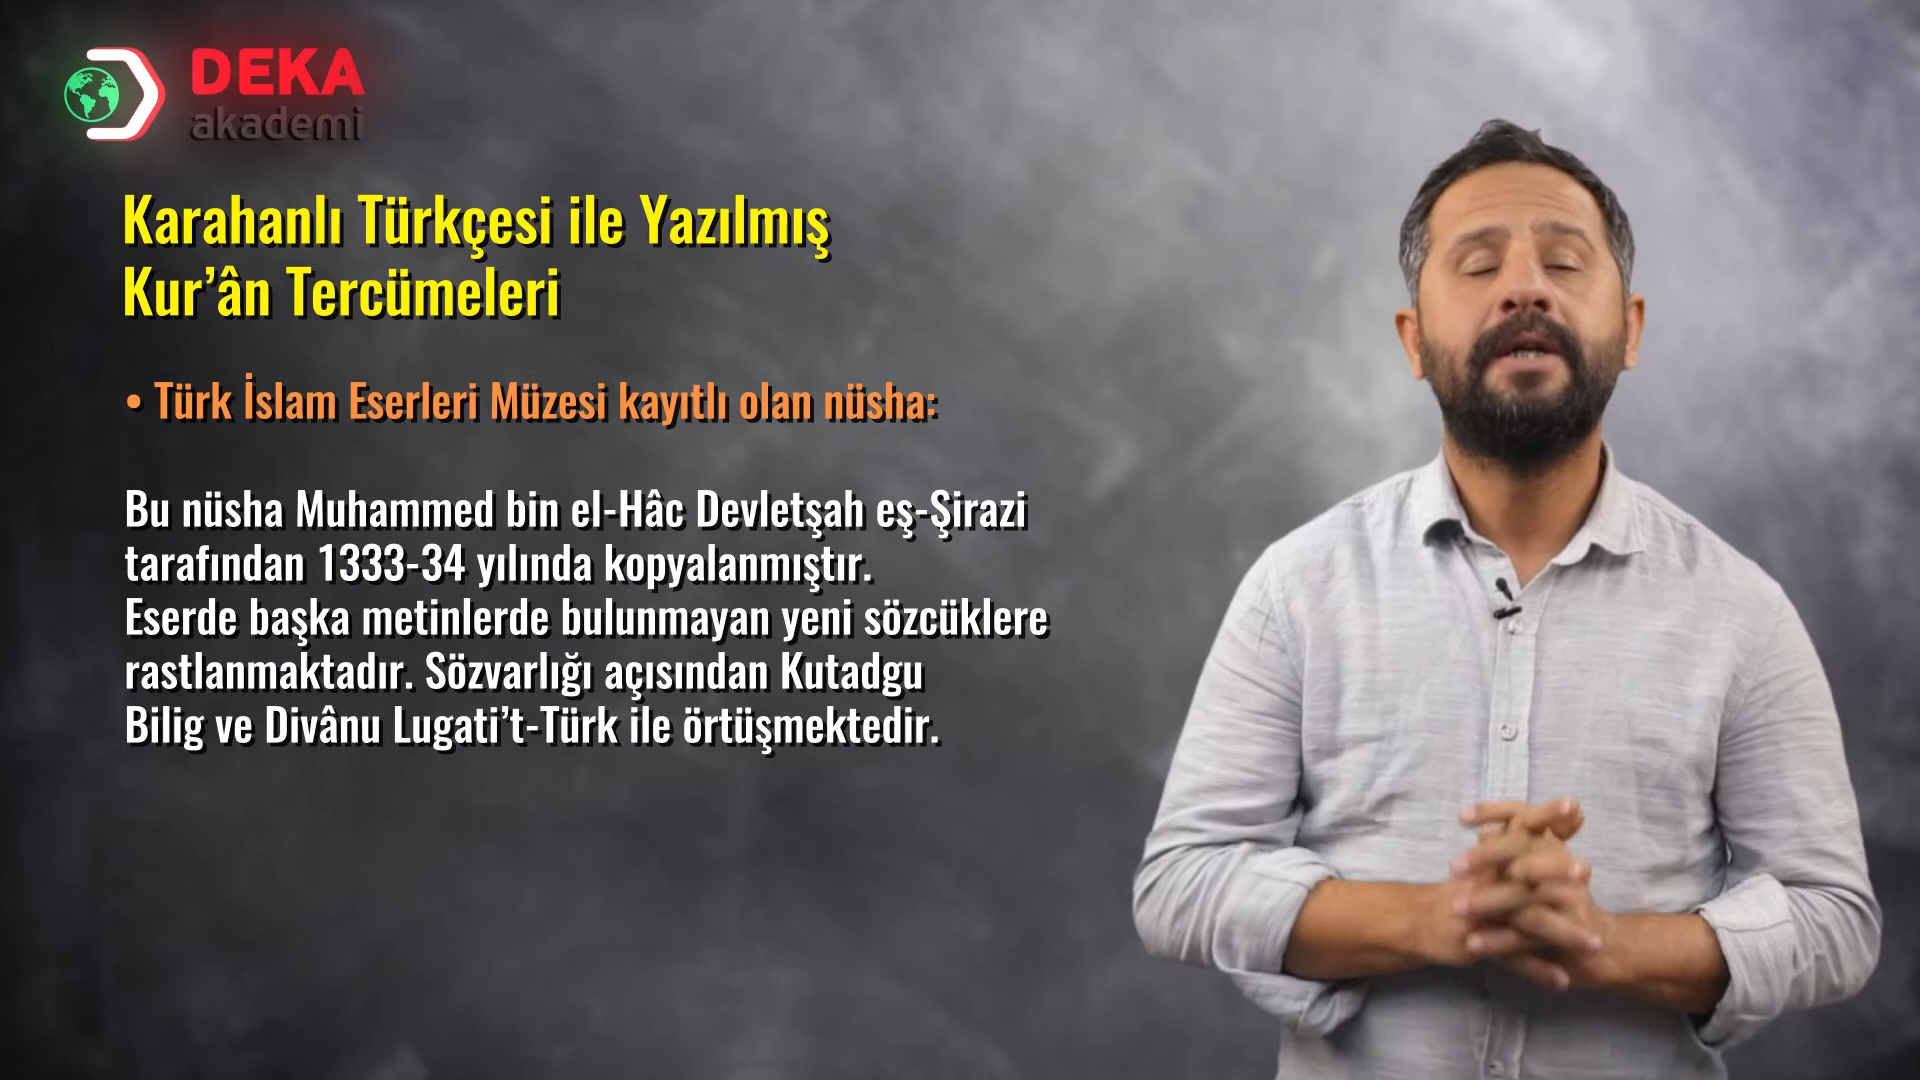 DEKA
akademi
Karahanlı Türkçesi ile Yazılmış
Kur’ân Tercümeleri
• Türk İslam Eserleri Müzesi kayıtlı olan nüsha:
Bu nüsha Muhammed bin el-Hâc Devletşah eş-Şirazi
tarafından 1333-34 yılında kopyalanmıştır.
Eserde başka metinlerde bulunmayan yeni sözcüklere
rastlanmaktadır. Sözvarlığı açısından Kutadgu
Bilig ve Divânu Lugati’t-Türk ile örtüşmektedir.